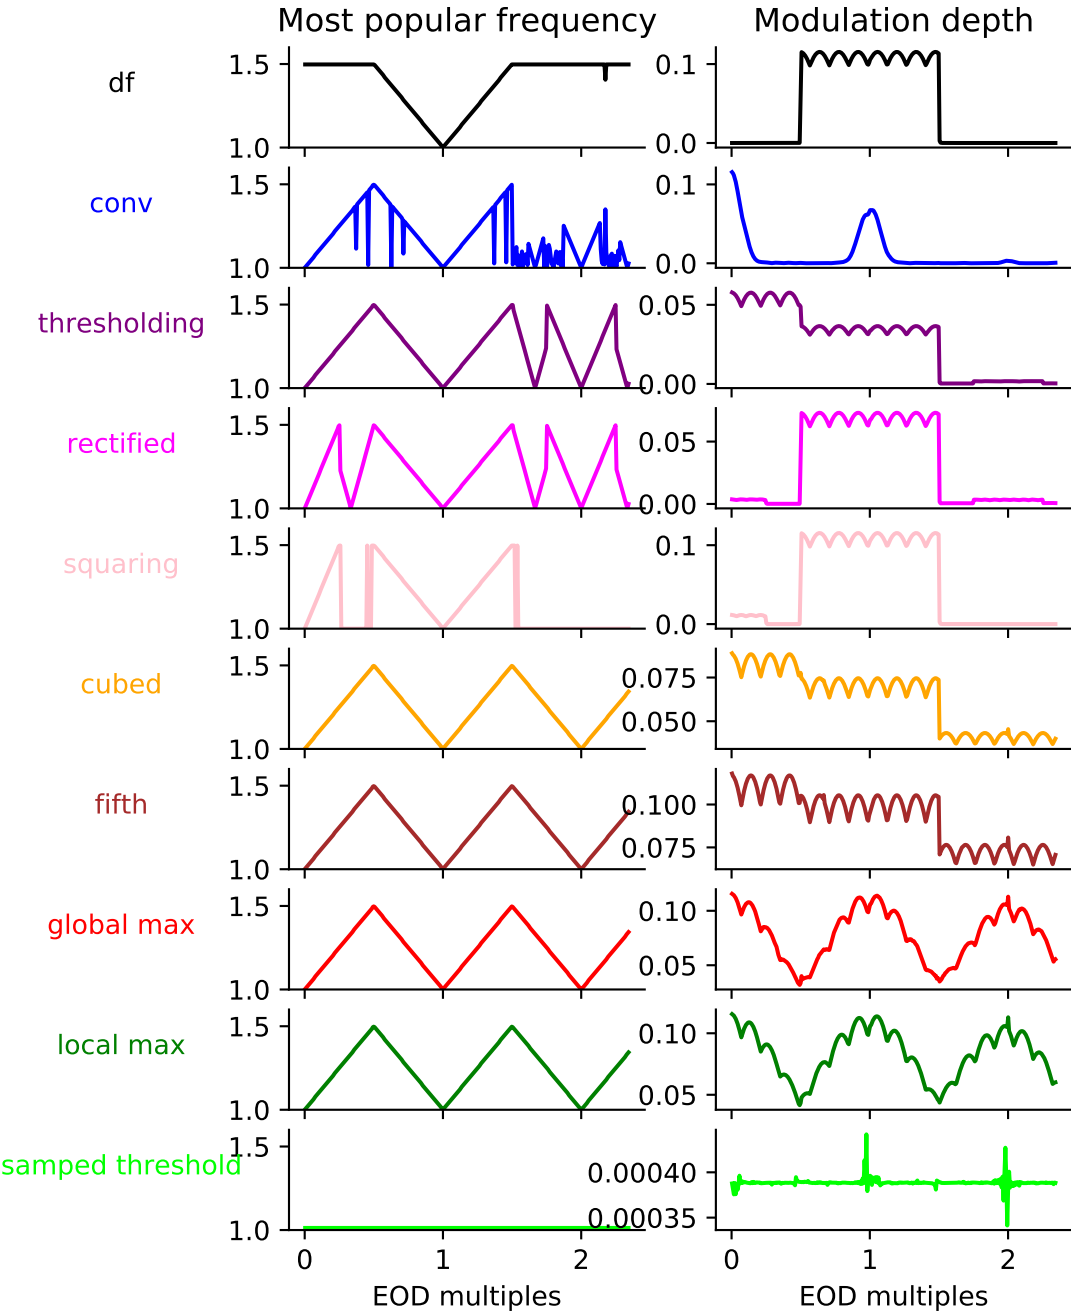 Most popular frequency Modulation depth
df 1.5 1.0 0.1 0.0
conv 1.5 1.0 0.1 0.0
thresholding 1.5 1.0 0.05 0.00
rectified 1.5 1.0 0.05 0.00
squaring 1.5 1.0 0.1 0.0
cubed 1.5 1.0 0.075 0.050
fifth 1.5 1.0 0.100 0.075
global max 1.5 1.0 0.10 0.05
local max 1.5 1.0 0.10 0.05
samped threshold 1.5 1.0 0.00040 0.00035
0 1 2 0 1 2
EOD multiples EOD multiples